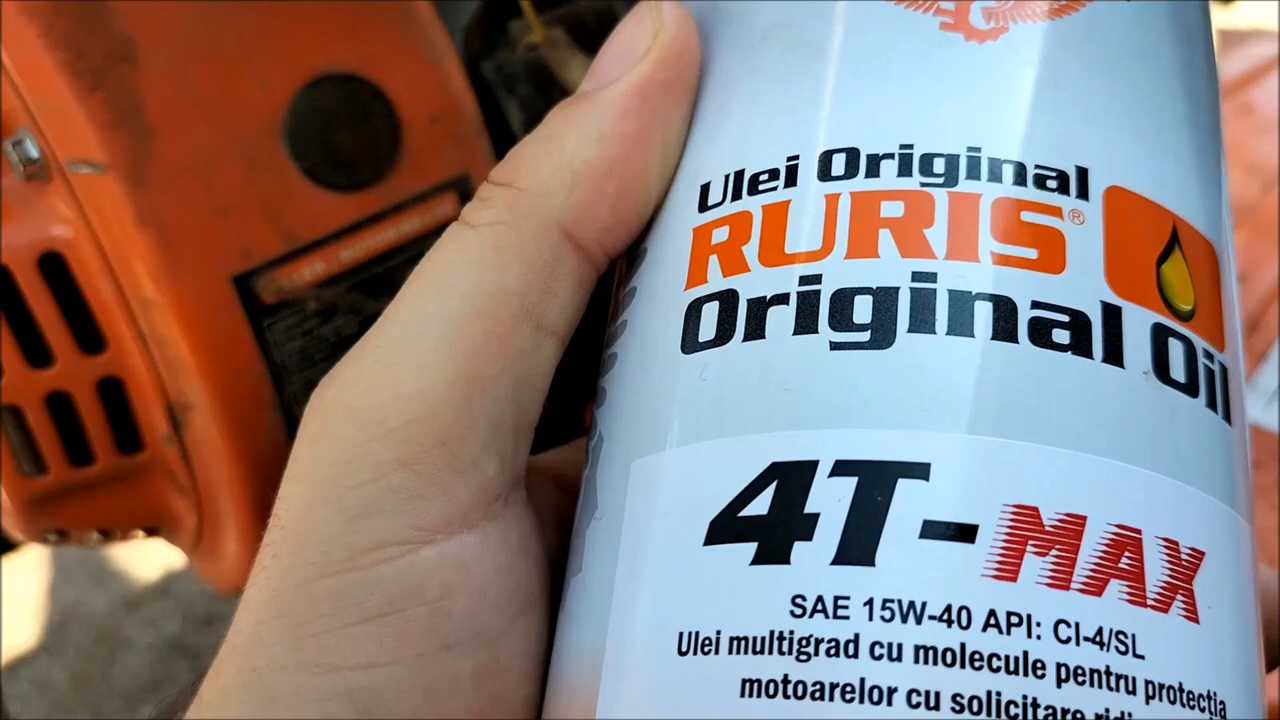 Ulei Original
RURIS®
Original Oil
4T-MAX
SAE 15W-40 API: CI-4/SL
Ulei multigrad cu molecule pentru protectia
motoarelor cu solicitare